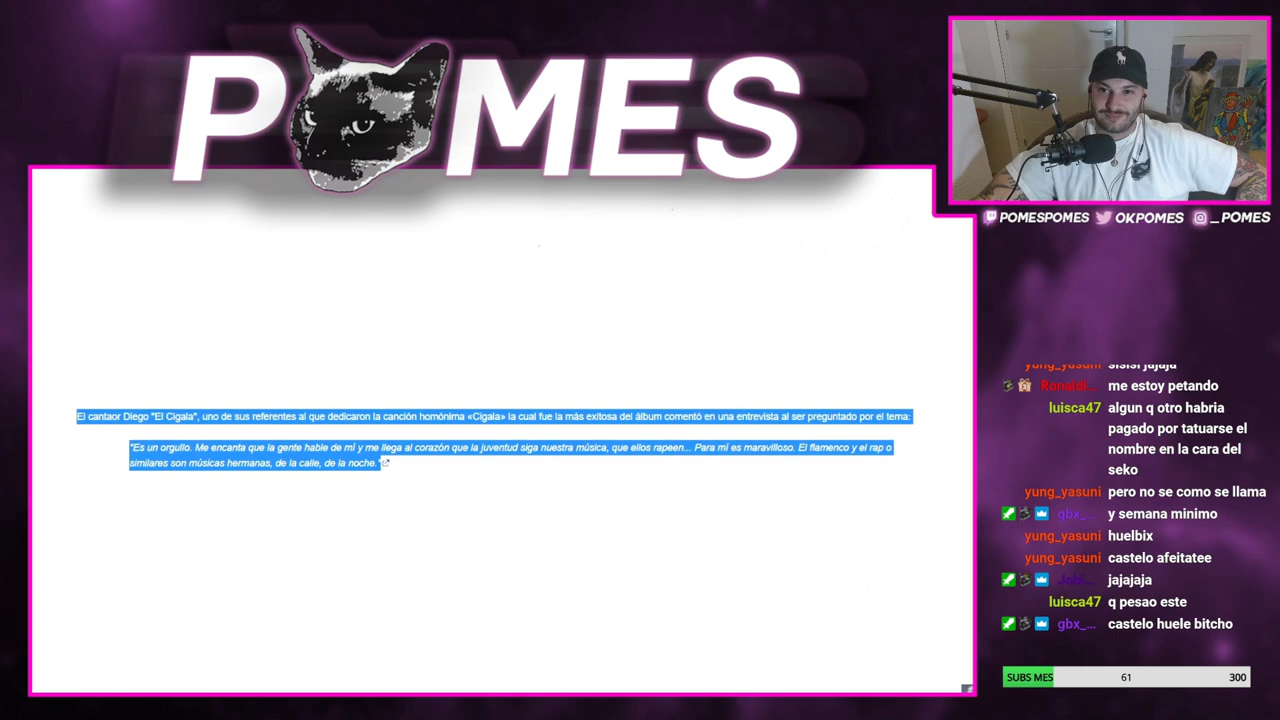 POMES
POMESPOMES OKPOMES _POMES
El cantaor Diego "El Cigala", uno de sus referentes al que dedicaron la canción homónima «Cigala» la cual fue la más exitosa del álbum comentó en una entrevista al ser preguntado por el tema:
"Es un orgullo. Me encanta que la gente hable de mí y me llega al corazón que la juventud siga nuestra música, que ellos rapeen... Para mí es maravilloso. El flamenco y el rap o
similares son músicas hermanas, de la calle, de la noche."
yung_yasuni sisisi jajaja
Ronaldi... me estoy petando
luisca47 algun q otro habria
pagado por tatuarse el
nombre en la cara del
seko
yung_yasuni pero no se como se llama
gbx_... y semana minimo
yung_yasuni huelbix
yung_yasuni castelo afeitatee
Jobi... jajajaja
luisca47 q pesao este
gbx_... castelo huele bitcho
SUBS MES 61 300